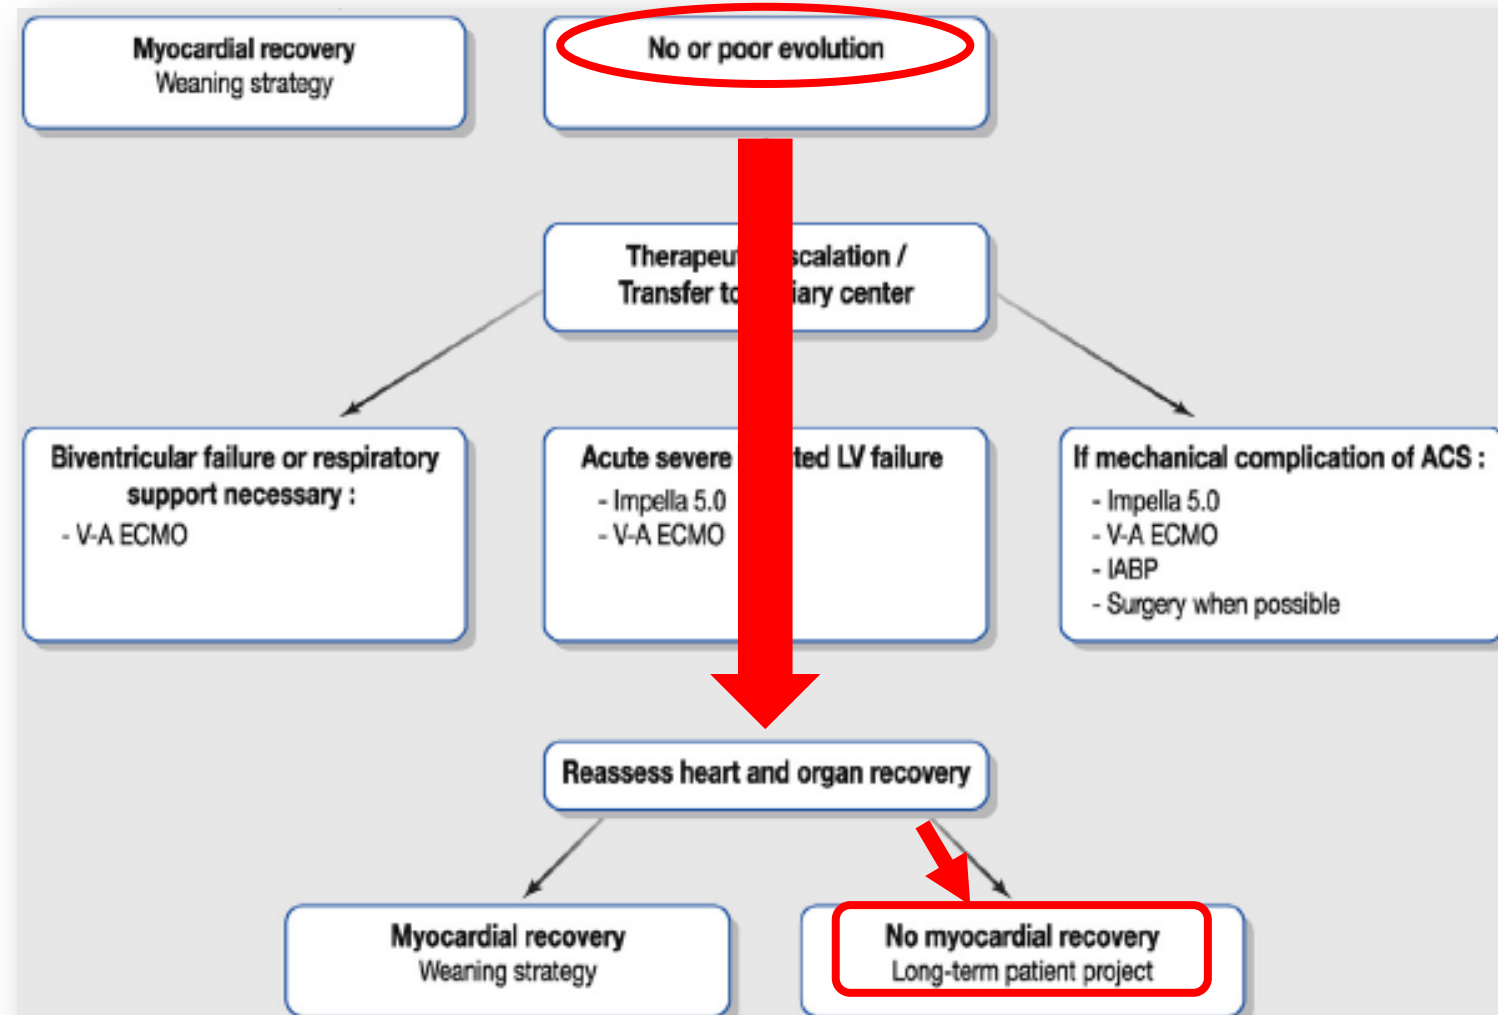 Myocardial recovery
Weaning strategy
No or poor evolution
Therapeu scalation /
Transfer to iary center
Biventricular failure or respiratory
support necessary :
- V-A ECMO
Acute severe ted LV failure
- Impella 5.0
- V-A ECMO
If mechanical complication of ACS :
- Impella 5.0
- V-A ECMO
- IABP
- Surgery when possible
Reassess heart and organ recovery
Myocardial recovery
Weaning strategy
No myocardial recovery
Long-term patient project